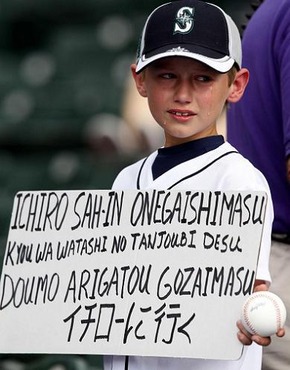 S
ICHIRO SAH-IN ONEGAISHIMASU
KYOU WA WATASHI NO TANJOUBI DESU
DOUMO ARIGATOU GOZAIMASU
イチローに行く